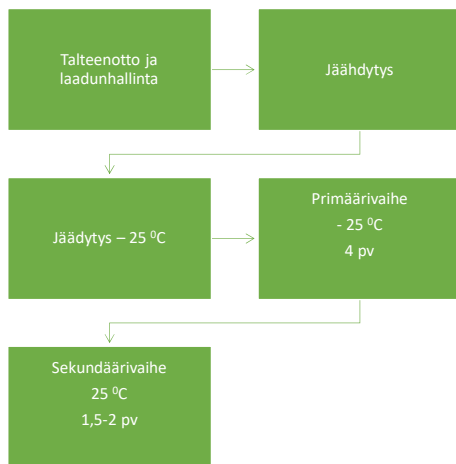 Talteenotto ja
laadunhallinta
Jäähdytys
Jäädytys – 25 ⁰C
Primäärivaihe
- 25 ⁰C
4 pv
Sekundäärivaihe
25 ⁰C
1,5-2 pv